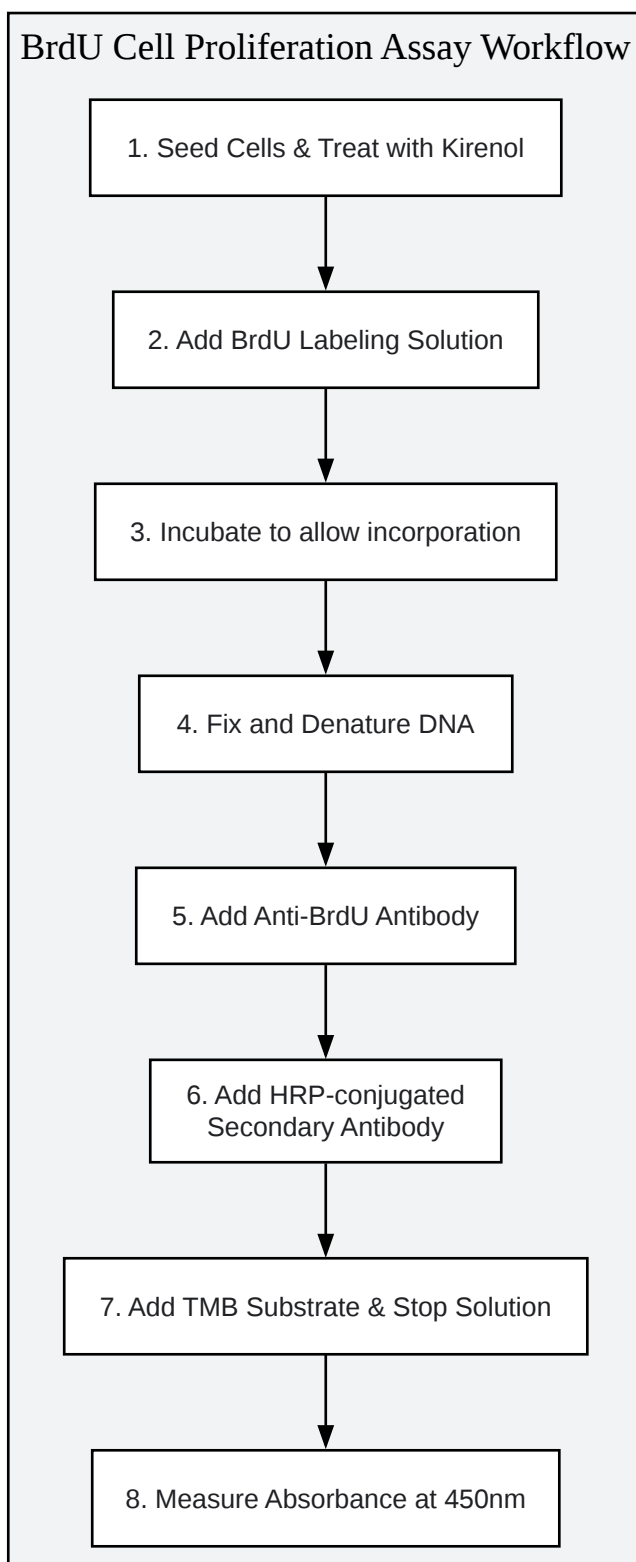 BrdU Cell Proliferation Assay Workflow
1. Seed Cells & Treat with Kirenol
2. Add BrdU Labeling Solution
3. Incubate to allow incorporation
4. Fix and Denature DNA
5. Add Anti-BrdU Antibody
6. Add HRP-conjugated
Secondary Antibody
7. Add TMB Substrate & Stop Solution
8. Measure Absorbance at 450nm